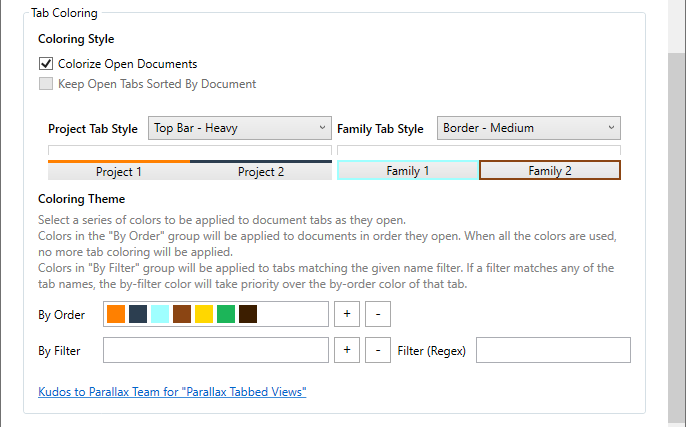 Tab Coloring
Coloring Style
Colorize Open Documents
Keep Open Tabs Sorted By Document
Project Tab Style Top Bar - Heavy Family Tab Style Border - Medium
Project 1 Project 2 Family 1 Family 2
Coloring Theme
Select a series of colors to be applied to document tabs as they open.
Colors in the "By Order" group will be applied to documents in order they open. When all the colors are used,
no more tab coloring will be applied.
Colors in "By Filter" group will be applied to tabs matching the given name filter. If a filter matches any of the
tab names, the by-filter color will take priority over the by-order color of that tab.
By Order + -
By Filter + - Filter (Regex)
Kudos to Parallax Team for "Parallax Tabbed Views"